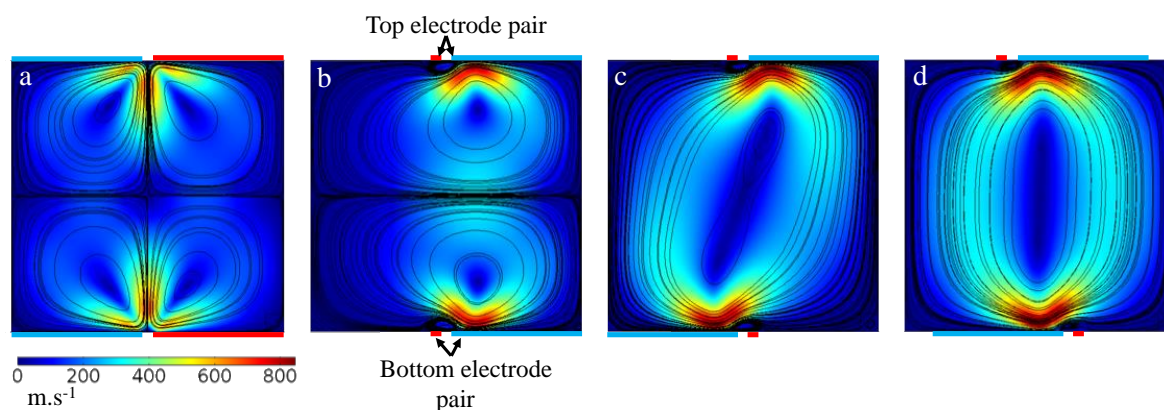 Top electrode pair
a
b
c
d
Bottom electrode
pair
0 200 400 600 800
m.s-1